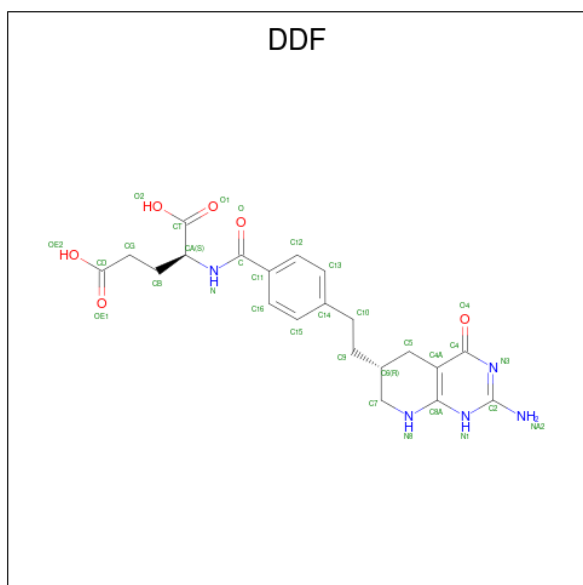 DDF
O2 HO O O1
CT O
OE2 CG CA(S) O C12
HO CD C C13 O4
CB N H C11 O
O OE1 C16 C14 C10 C5 C4 N3
C15 C4A N
C9 C6(R)
C7 C8A C2 NH2
N H N8 N H N1 NA2